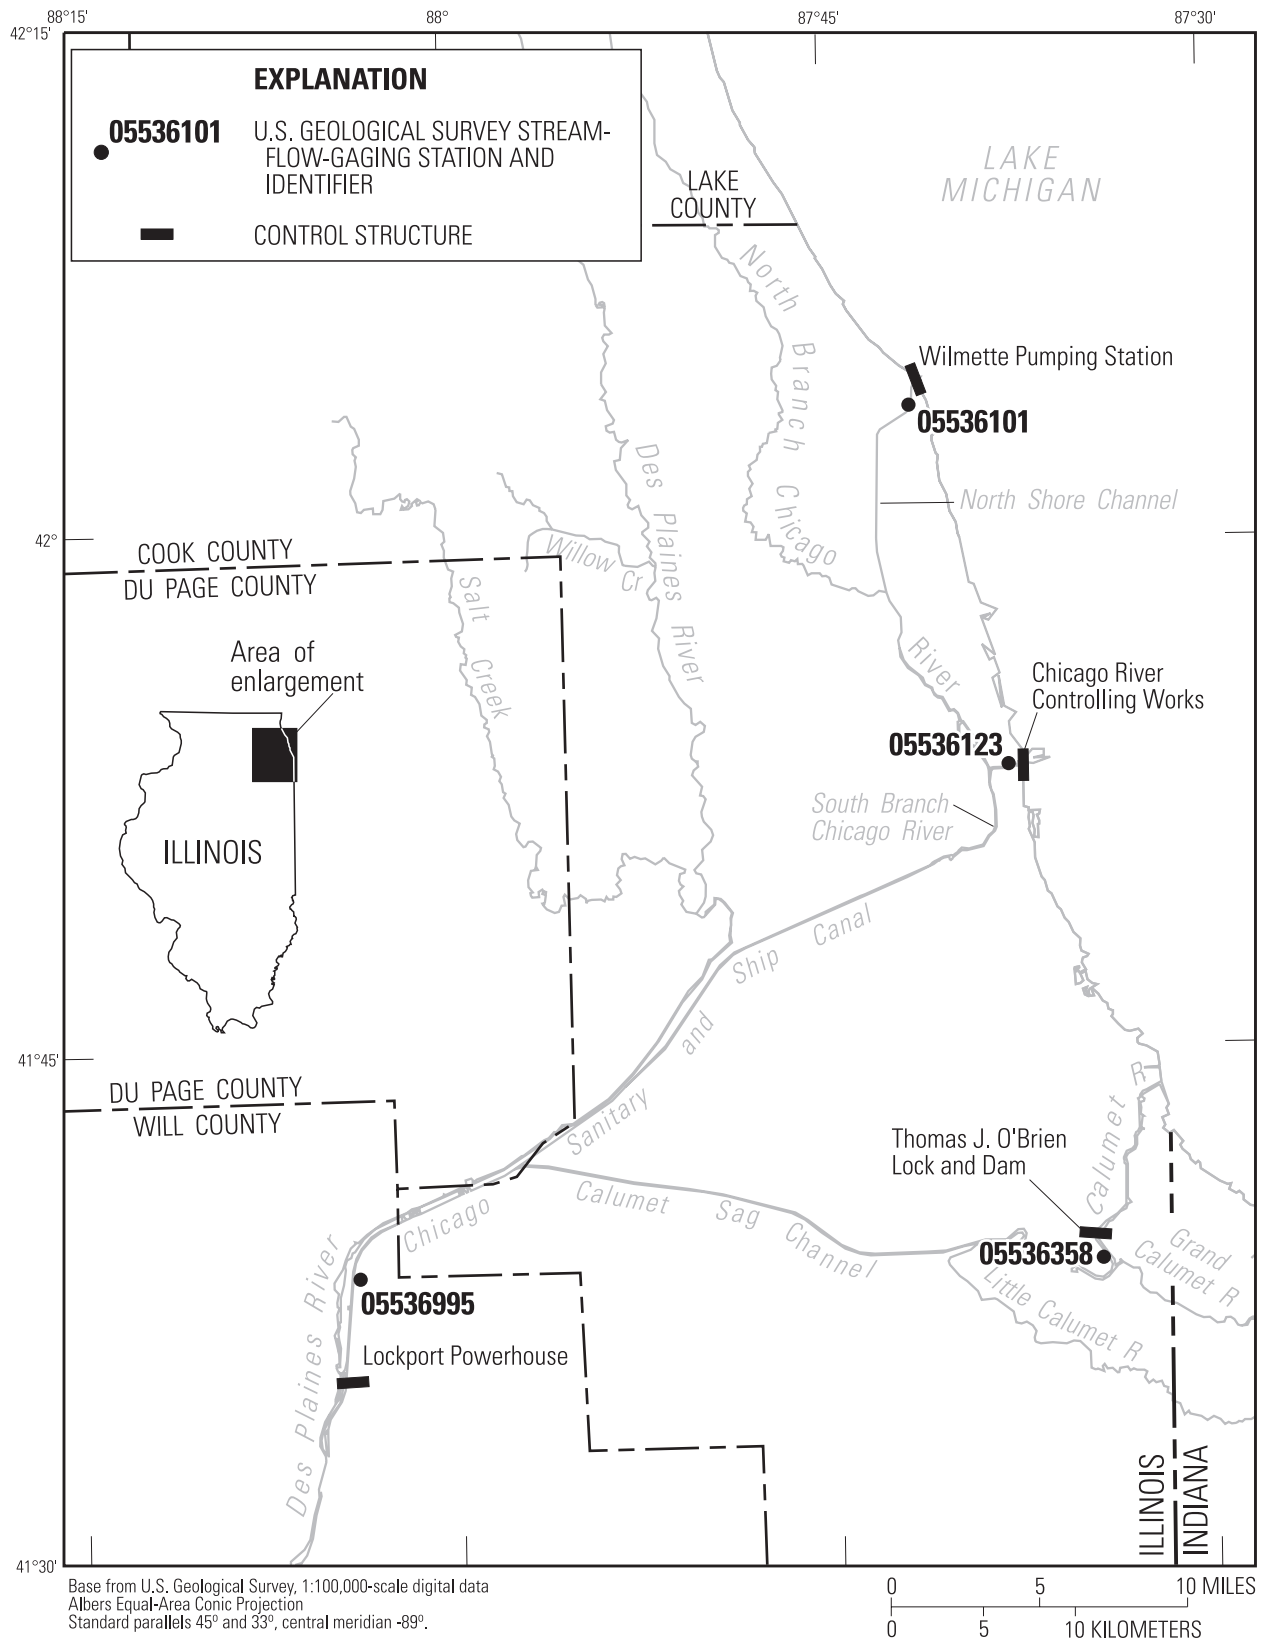 88°15'
88°
87°45'
87°30'
42°15'
EXPLANATION
05536101
U.S. GEOLOGICAL SURVEY STREAM-
FLOW-GAGING STATION AND
IDENTIFIER
CONTROL STRUCTURE
LAKE
MICHIGAN
LAKE
COUNTY
North Branch Chicago River
Wilmette Pumping Station
05536101
North Shore Channel
Des Plaines River
42°
COOK COUNTY
DU PAGE COUNTY
Willow Cr
Salt Creek
Area of
enlargement
ILLINOIS
Chicago River
Controlling Works
05536123
South Branch
Chicago River
Chicago Sanitary and Ship Canal
41°45'
DU PAGE COUNTY
WILL COUNTY
Calumet R
Thomas J. O'Brien
Lock and Dam
05536358
Calumet Sag Channel
Grand
Calumet R
Little Calumet R
05536995
Lockport Powerhouse
Des Plaines River
ILLINOIS
INDIANA
41°30'
Base from U.S. Geological Survey, 1:100,000-scale digital data
Albers Equal-Area Conic Projection
Standard parallels 45° and 33°, central meridian -89°.
0 5 10 MILES
0 5 10 KILOMETERS